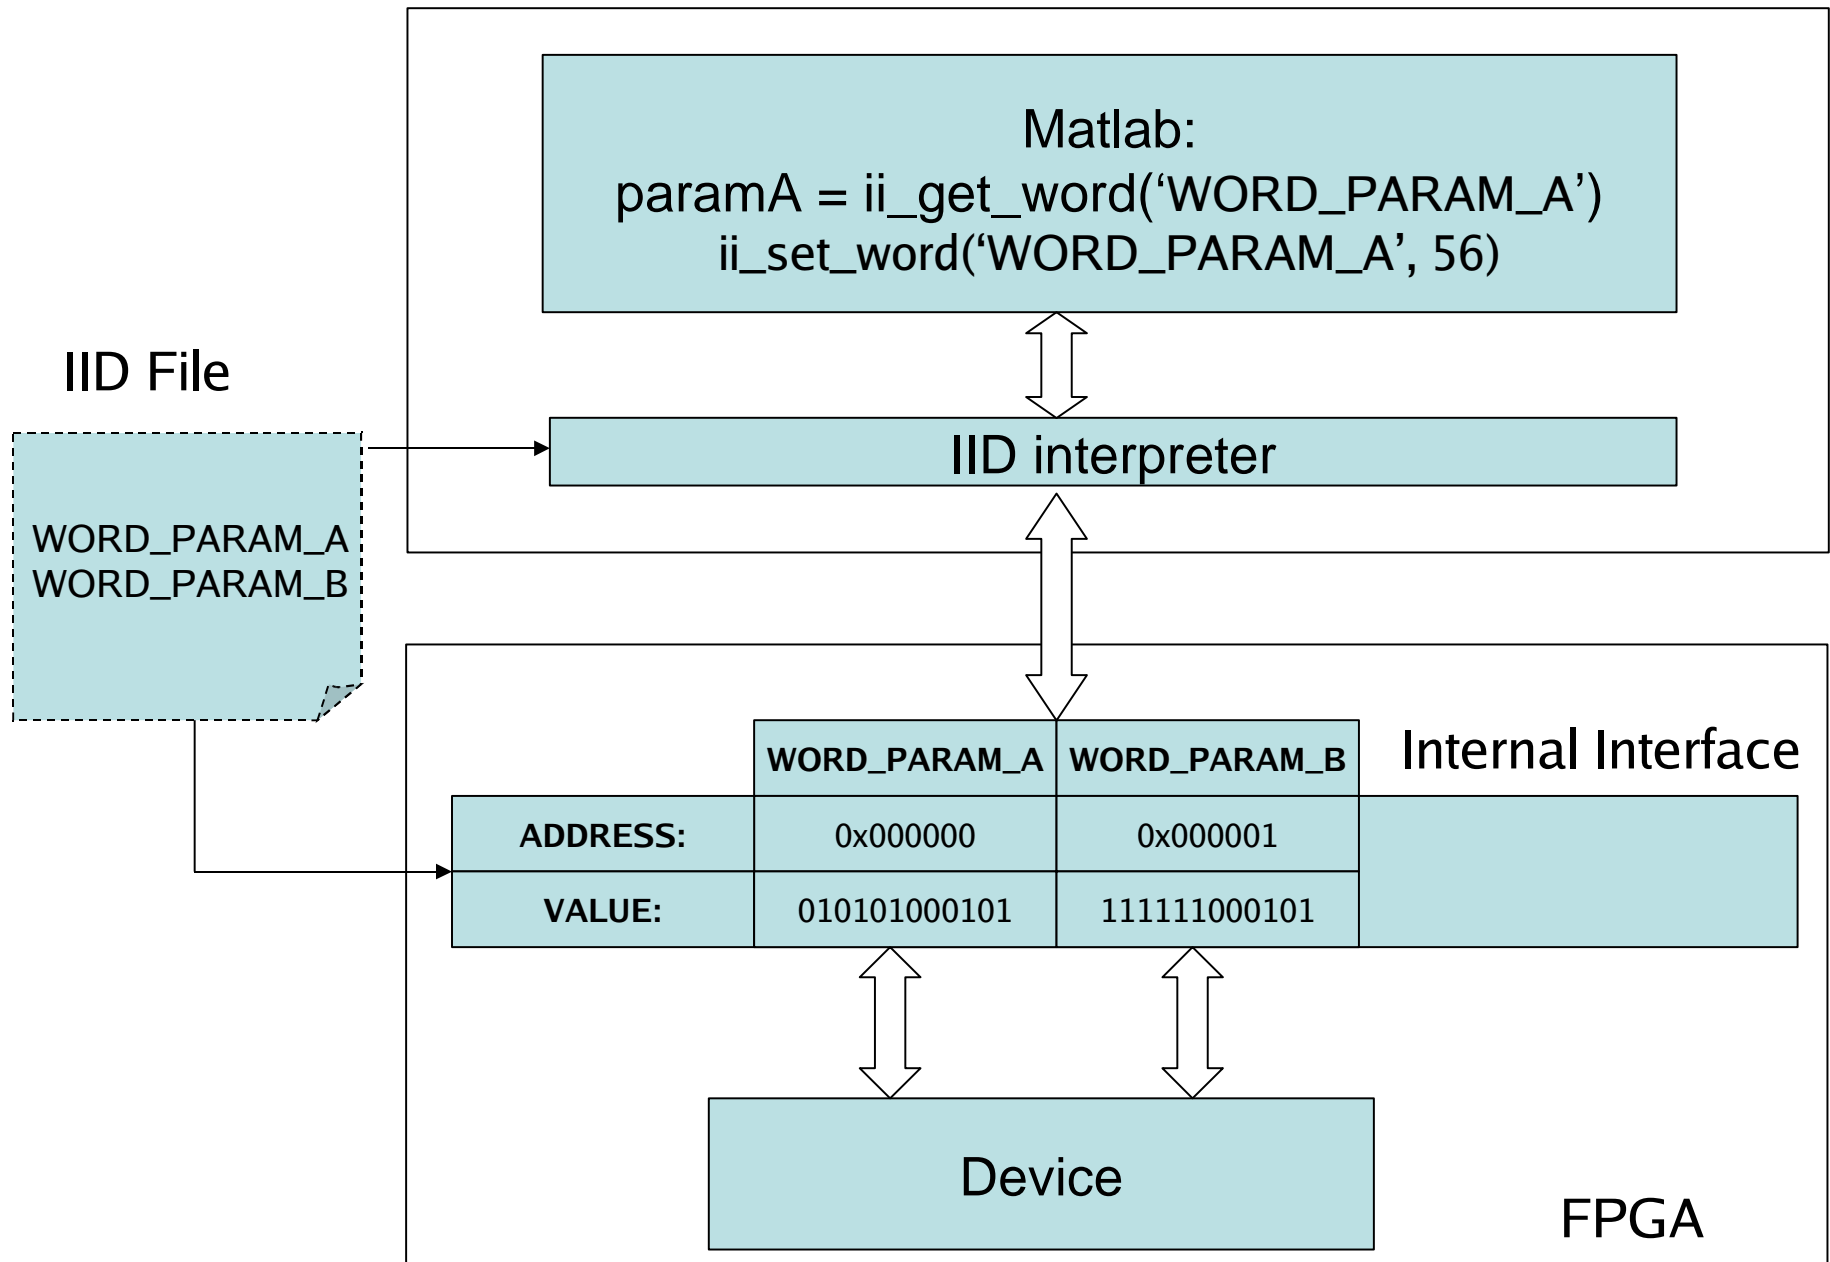 Matlab:
paramA = ii_get_word(‘WORD_PARAM_A’)
ii_set_word(‘WORD_PARAM_A’, 56)
IID File
IID interpreter
WORD_PARAM_A
WORD_PARAM_B
Internal Interface
WORD_PARAM_A WORD_PARAM_B
ADDRESS: 0x000000 0x000001
VALUE: 010101000101 111111000101
Device
FPGA